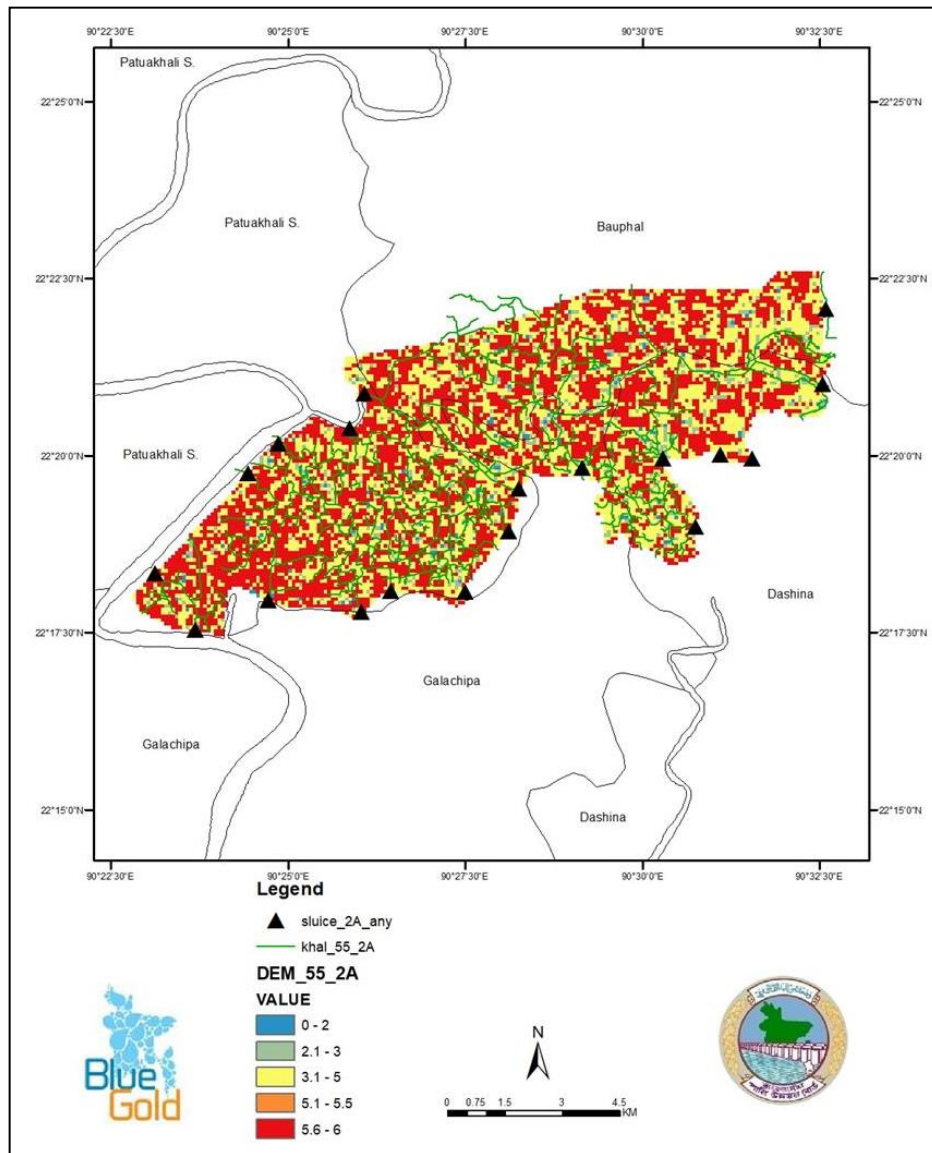 90°22'30"E 90°25'0"E 90°27'30"E 90°30'0"E 90°32'30"E
Patuakhali S.
22°25'0"N 22°25'0"N
Patuakhali S.
Bauphal
22°22'30"N 22°22'30"N
Patuakhali S.
22°20'0"N 22°20'0"N
Dashina
22°17'30"N 22°17'30"N
Galachipa
Galachipa
22°15'0"N 22°15'0"N
Dashina
90°22'30"E 90°25'0"E 90°27'30"E 90°30'0"E 90°32'30"E
Legend
sluice_2A_any
khal_55_2A
DEM_55_2A
VALUE
0 - 2
2.1 - 3
3.1 - 5
5.1 - 5.5
5.6 - 6
Blue
Gold
N
0 0.75 1.5 3 4.5
KM
পানি উন্নয়ন বোর্ড